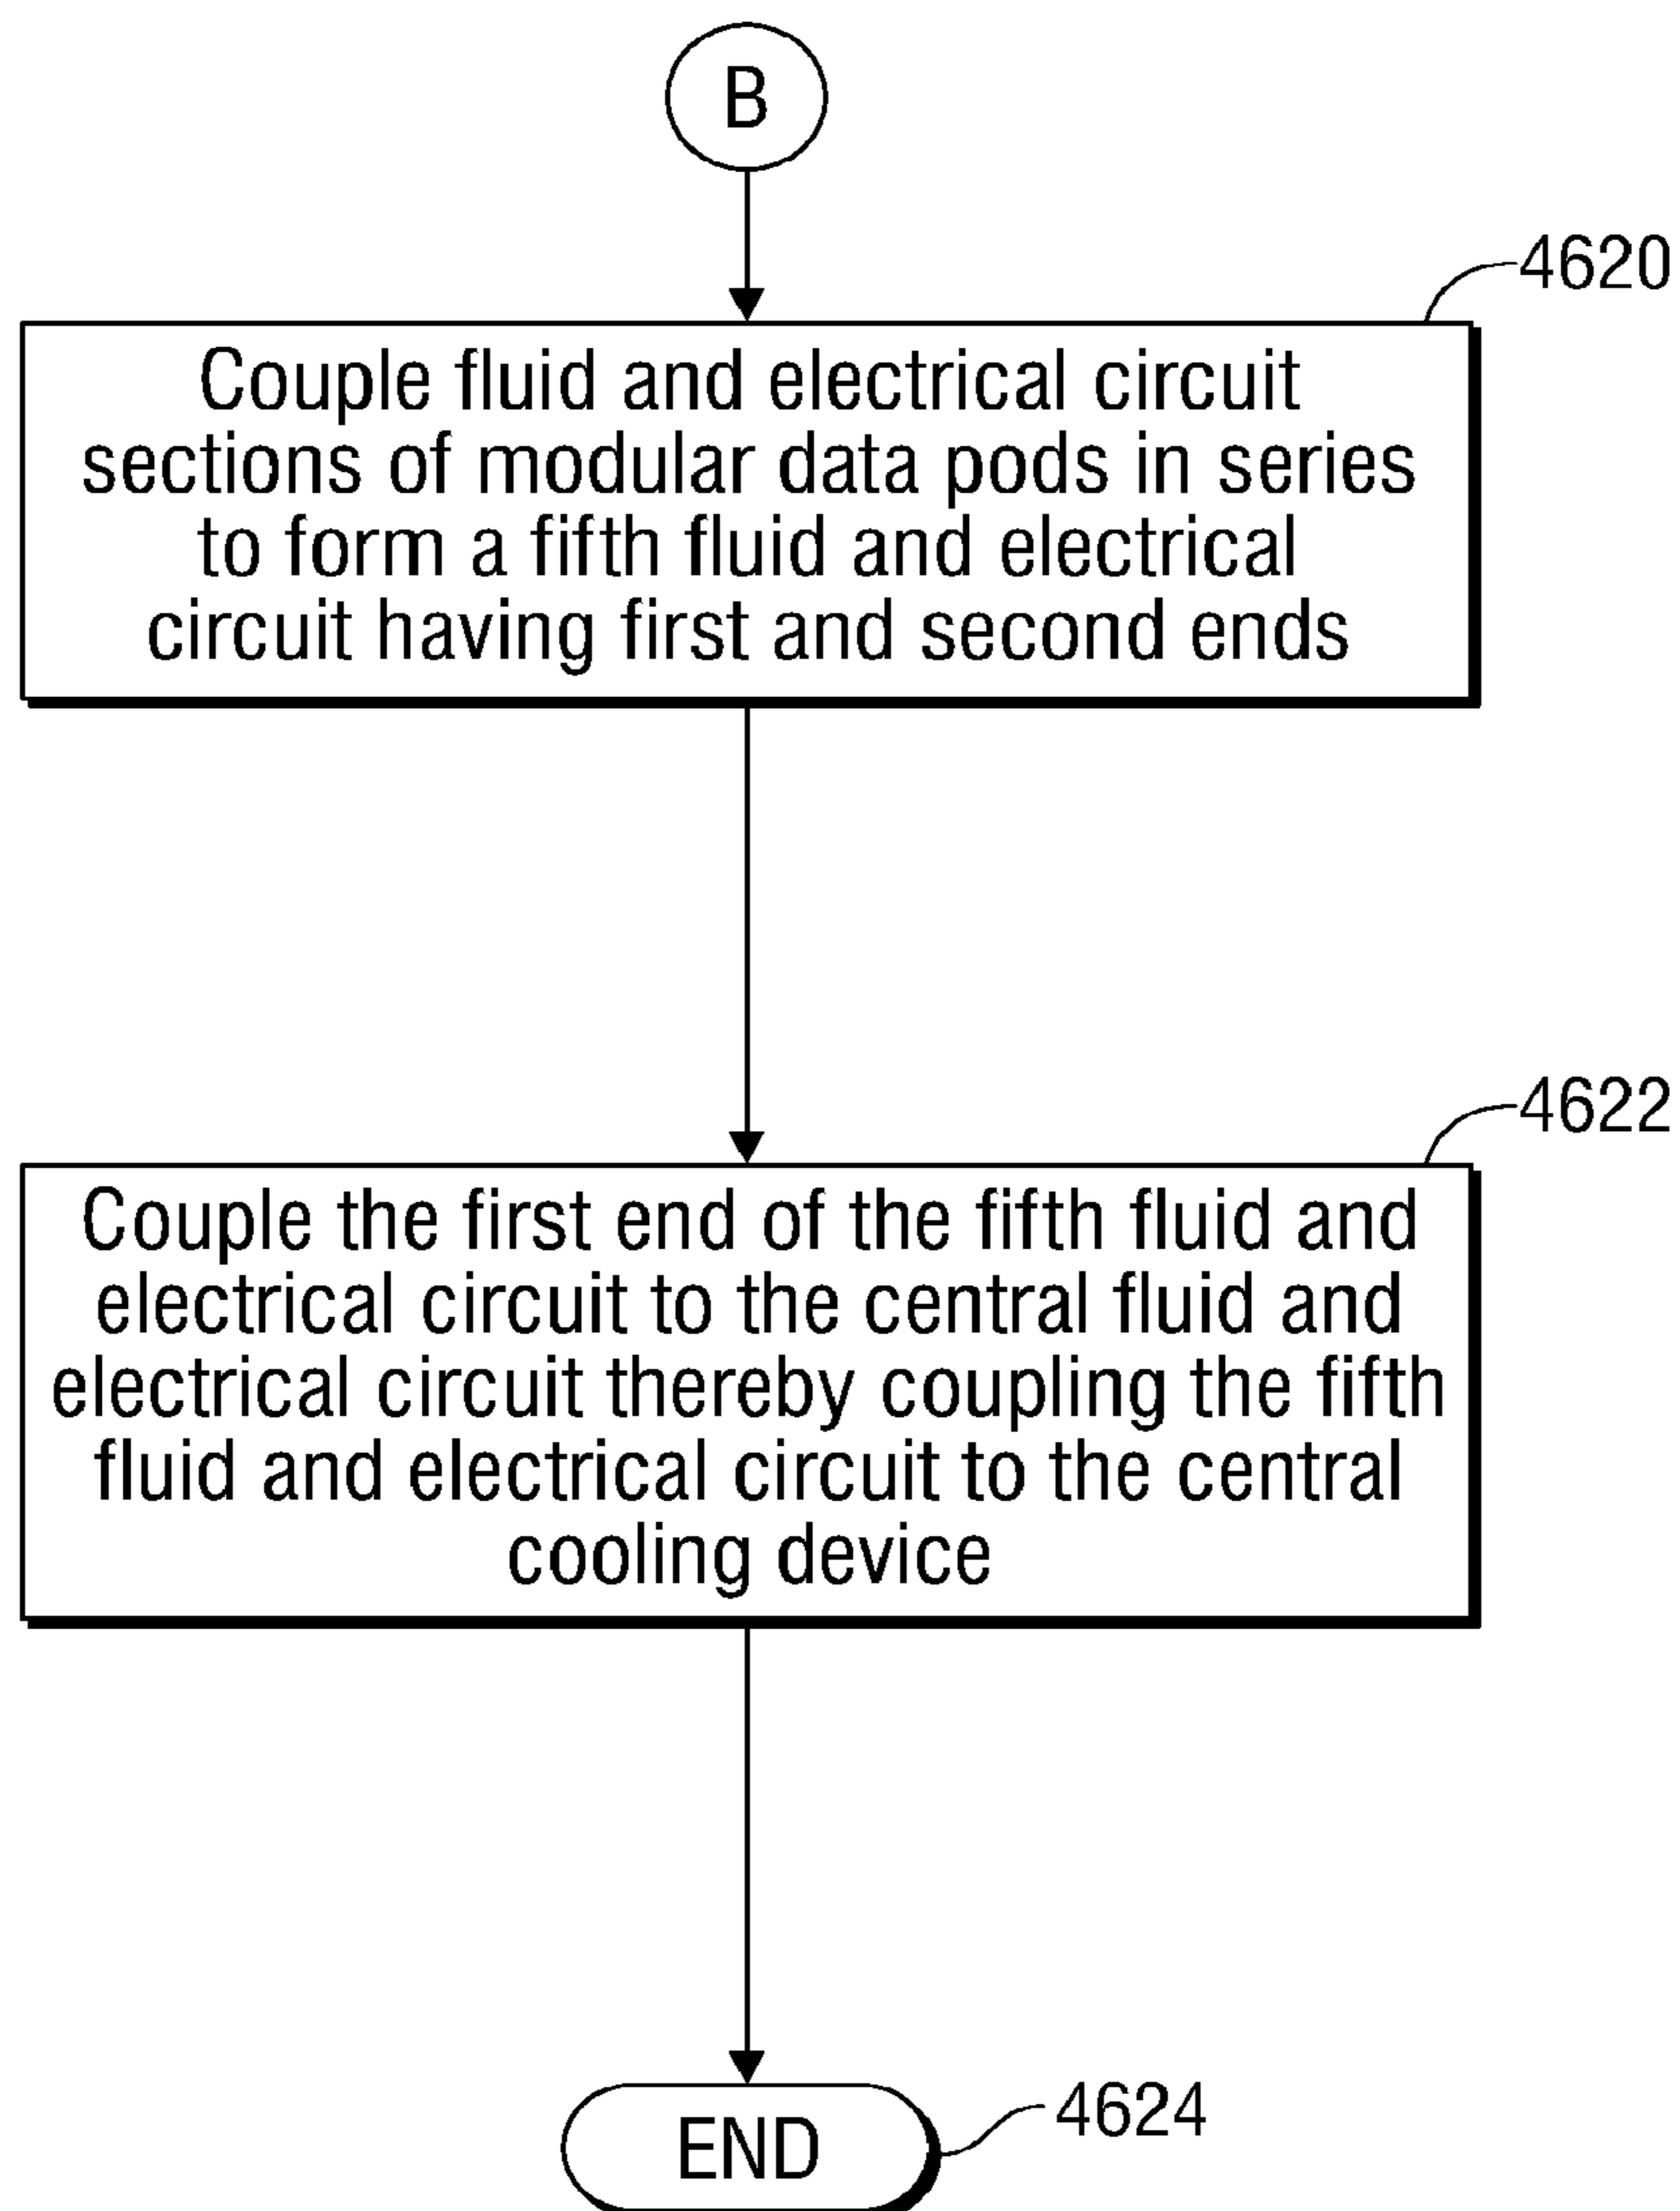 B
4620
Couple fluid and electrical circuit
sections of modular data pods in series
to form a fifth fluid and electrical
circuit having first and second ends
4622
Couple the first end of the fifth fluid and
electrical circuit to the central fluid and
electrical circuit thereby coupling the fifth
fluid and electrical circuit to the central
cooling device
END
4624